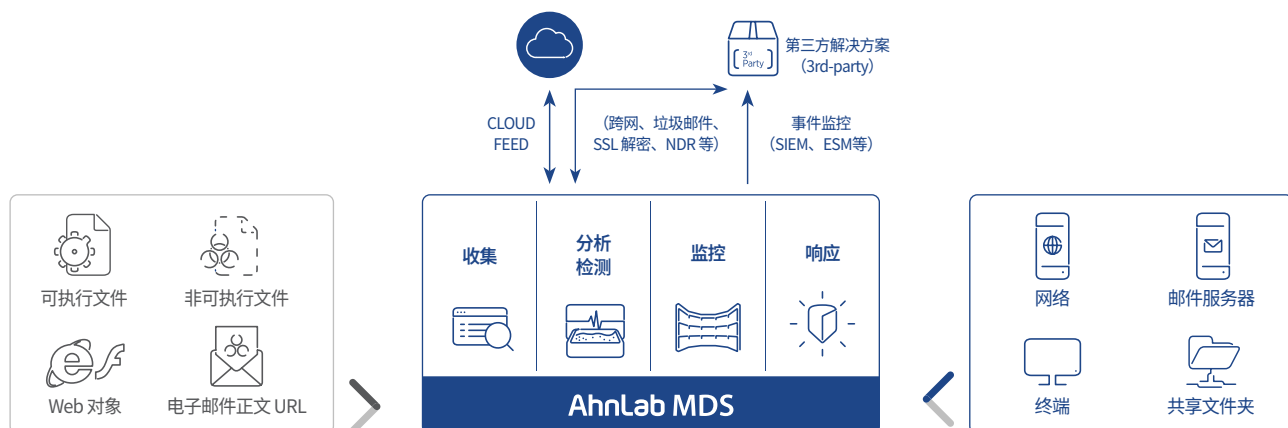 3rd
Party
第三方解决方案
（3rd-party）
CLOUD
FEED
（跨网、垃圾邮件、
SSL 解密、NDR 等）
事件监控
（SIEM、ESM等）
可执行文件
非可执行文件
Web 对象
电子邮件正文 URL
收集
分析
检测
监控
响应
AhnLab MDS
网络
邮件服务器
终端
共享文件夹